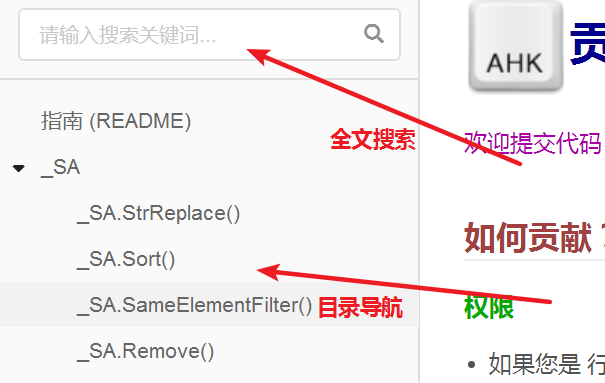 请输入搜索关键词...
AHK
指南 (README)
全文搜索
欢迎提交代码
_SA
_SA.StrReplace()
如何贡献
_SA.Sort()
_SA.SameElementFilter()
目录导航
权限
_SA.Remove()
如果您是 行